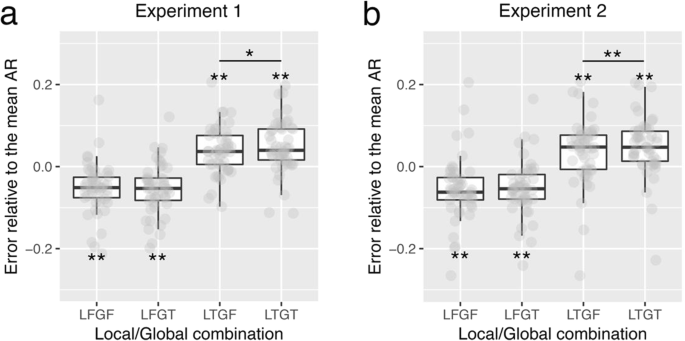 a
Experiment 1
Error relative to the mean AR
0.2
0.0
−0.2
*
** **
** **
LFGF LFGT LTGF LTGT
Local/Global combination
b
Experiment 2
Error relative to the mean AR
0.2
0.0
−0.2
**
** **
** **
LFGF LFGT LTGF LTGT
Local/Global combination